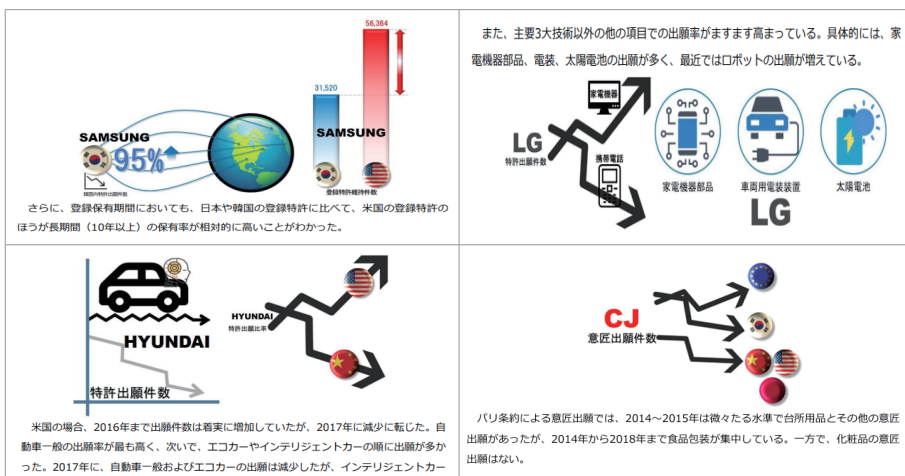 56,364
31,520
SAMSUNG
95%
韓国内特許出願件数
SAMSUNG
登録特許維持件数
さらに、登録保有期間においても、日本や韓国の登録特許に比べて、米国の登録特許の
ほうが長期間（10年以上）の保有率が相対的に高いことがわかった。
また、主要3大技術以外の他の項目での出願率がますます高まっている。具体的には、家
電機器部品、電装、太陽電池の出願が多く、最近ではロボットの出願が増えている。
家電機器
LG
特許出願件数
携帯電話
家電機器部品
車両用電装装置
太陽電池
LG
HYUNDAI
特許出願件数
HYUNDAI
特許出願比率
米国の場合、2016年まで出願件数は着実に増加していたが、2017年に減少に転じた。自
動車一般の出願率が最も高く、次いで、エコカーやインテリジェントカーの順に出願が多か
った。2017年に、自動車一般およびエコカーの出願は減少したが、インテリジェントカー
CJ
意匠出願件数
パリ条約による意匠出願では、2014～2015年は微々たる水準で台所用品とその他の意匠
出願があったが、2014年から2018年まで食品包装が集中している。一方で、化粧品の意匠
出願はない。